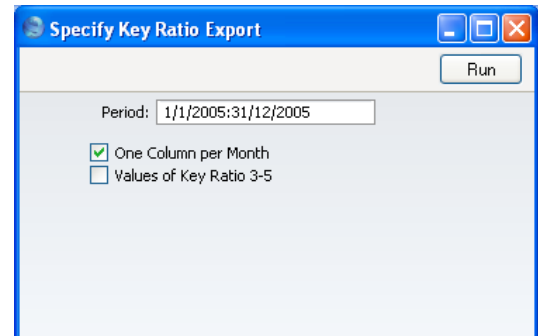 Specify Key Ratio Export
Run
Period: 1/1/2005:31/12/2005
One Column per Month
Values of Key Ratio 3-5